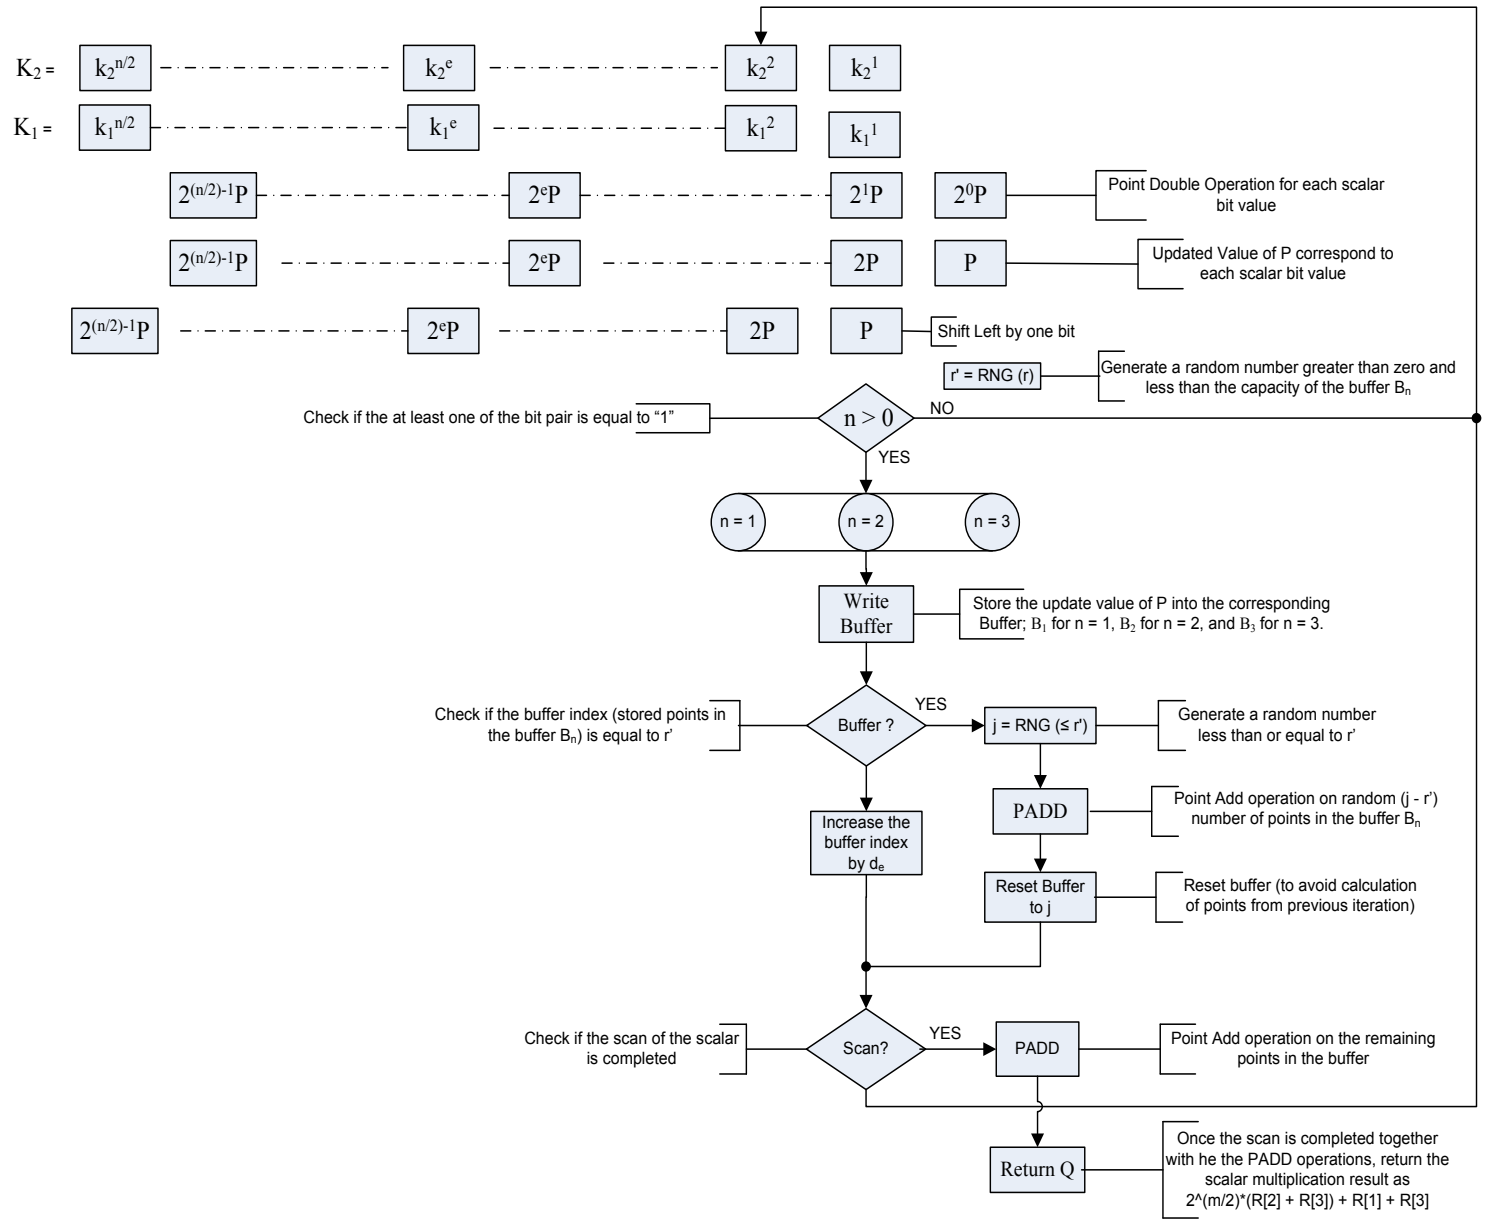 K₂ = k₂ⁿᐟ² k₂ᵉ k₂² k₂¹
K₁ = k₁ⁿᐟ² k₁ᵉ k₁² k₁¹
2⁽ⁿᐟ²⁾⁻¹P 2ᵉP 2¹P 2⁰P
Point Double Operation for each scalar
bit value
2⁽ⁿᐟ²⁾⁻¹P 2ᵉP 2P P
Updated Value of P correspond to
each scalar bit value
2⁽ⁿᐟ²⁾⁻¹P 2ᵉP 2P P
Shift Left by one bit
r' = RNG (r)
Generate a random number greater than zero and
less than the capacity of the buffer Bₙ
Check if the at least one of the bit pair is equal to “1”
n > 0
NO
YES
n = 1 n = 2 n = 3
Write
Buffer
Store the update value of P into the corresponding
Buffer; B₁ for n = 1, B₂ for n = 2, and B₃ for n = 3.
Check if the buffer index (stored points in
the buffer Bₙ) is equal to r’
Buffer ?
YES
j = RNG (≤ r')
Generate a random number
less than or equal to r’
PADD
Point Add operation on random (j - r’)
number of points in the buffer Bₙ
Increase the
buffer index
by dₑ
Reset Buffer
to j
Reset buffer (to avoid calculation
of points from previous iteration)
Check if the scan of the scalar
is completed
Scan?
YES
PADD
Point Add operation on the remaining
points in the buffer
Return Q
Once the scan is completed together
with he the PADD operations, return the
scalar multiplication result as
2^(m/2)*(R[2] + R[3]) + R[1] + R[3]